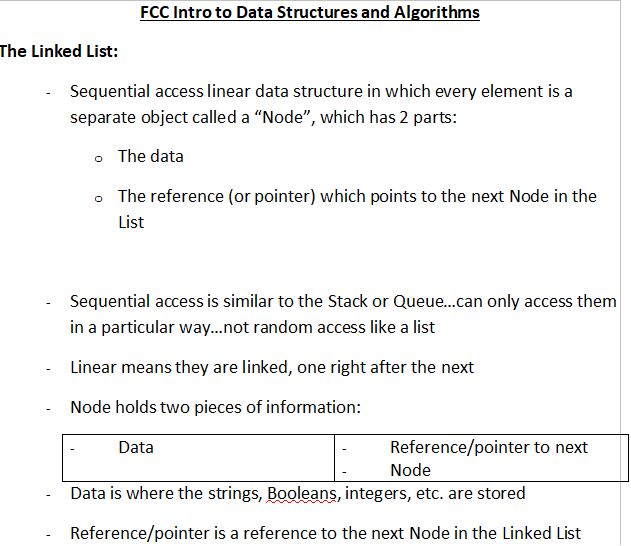 FCC Intro to Data Structures and Algorithms
The Linked List:
- Sequential access linear data structure in which every element is a
separate object called a “Node”, which has 2 parts:
o The data
o The reference (or pointer) which points to the next Node in the
List
- Sequential access is similar to the Stack or Queue...can only access them
in a particular way...not random access like a list
- Linear means they are linked, one right after the next
- Node holds two pieces of information:
- Data - Reference/pointer to next
- Node
- Data is where the strings, Booleans, integers, etc. are stored
- Reference/pointer is a reference to the next Node in the Linked List